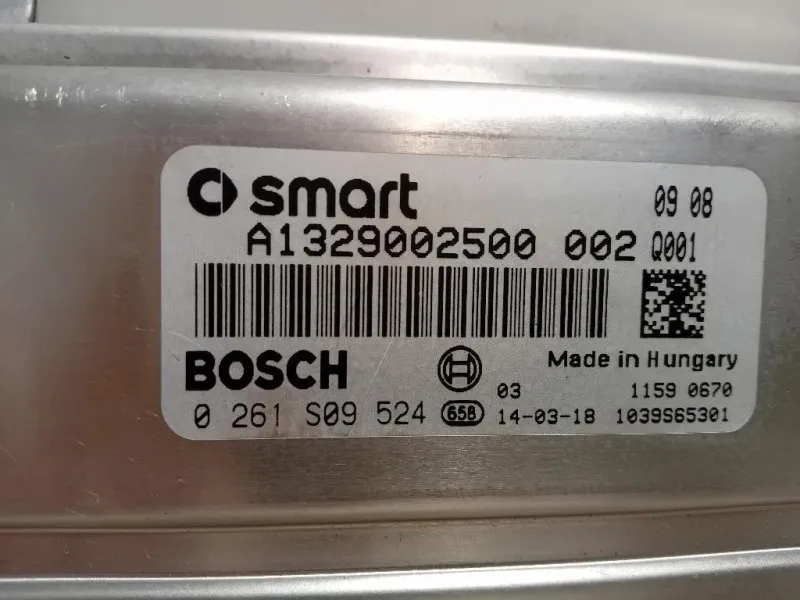 smart 09 08
A1329002500 002 Q001
BOSCH Made in Hungary
03 1159 0670
0 261 S09 524 658 14-03-18 1039S65301